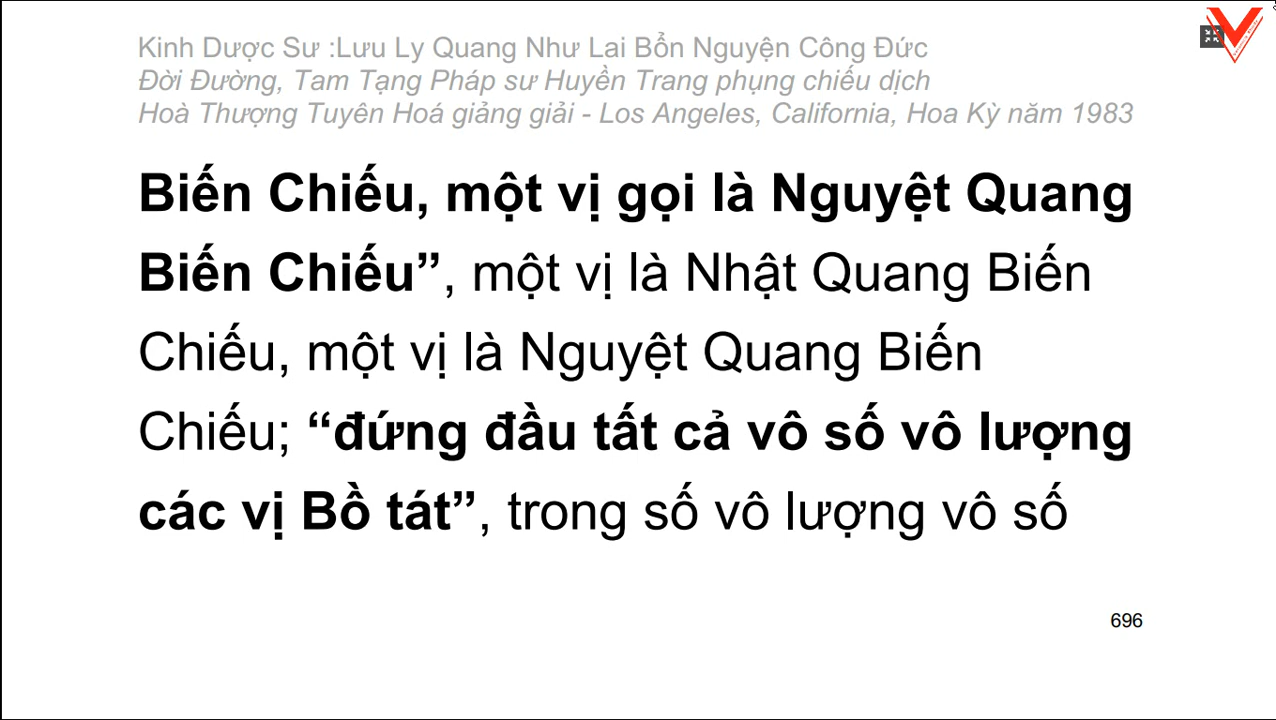 Kinh Dược Sư :Lưu Ly Quang Như Lai Bổn Nguyện Công Đức
Đời Đường, Tam Tạng Pháp sư Huyền Trang phụng chiếu dịch
Hoà Thượng Tuyên Hoá giảng giải - Los Angeles, California, Hoa Kỳ năm 1983
Biến Chiếu, một vị gọi là Nguyệt Quang
Biến Chiếu”, một vị là Nhật Quang Biến
Chiếu, một vị là Nguyệt Quang Biến
Chiếu; “đứng đầu tất cả vô số vô lượng
các vị Bồ tát”, trong số vô lượng vô số
696